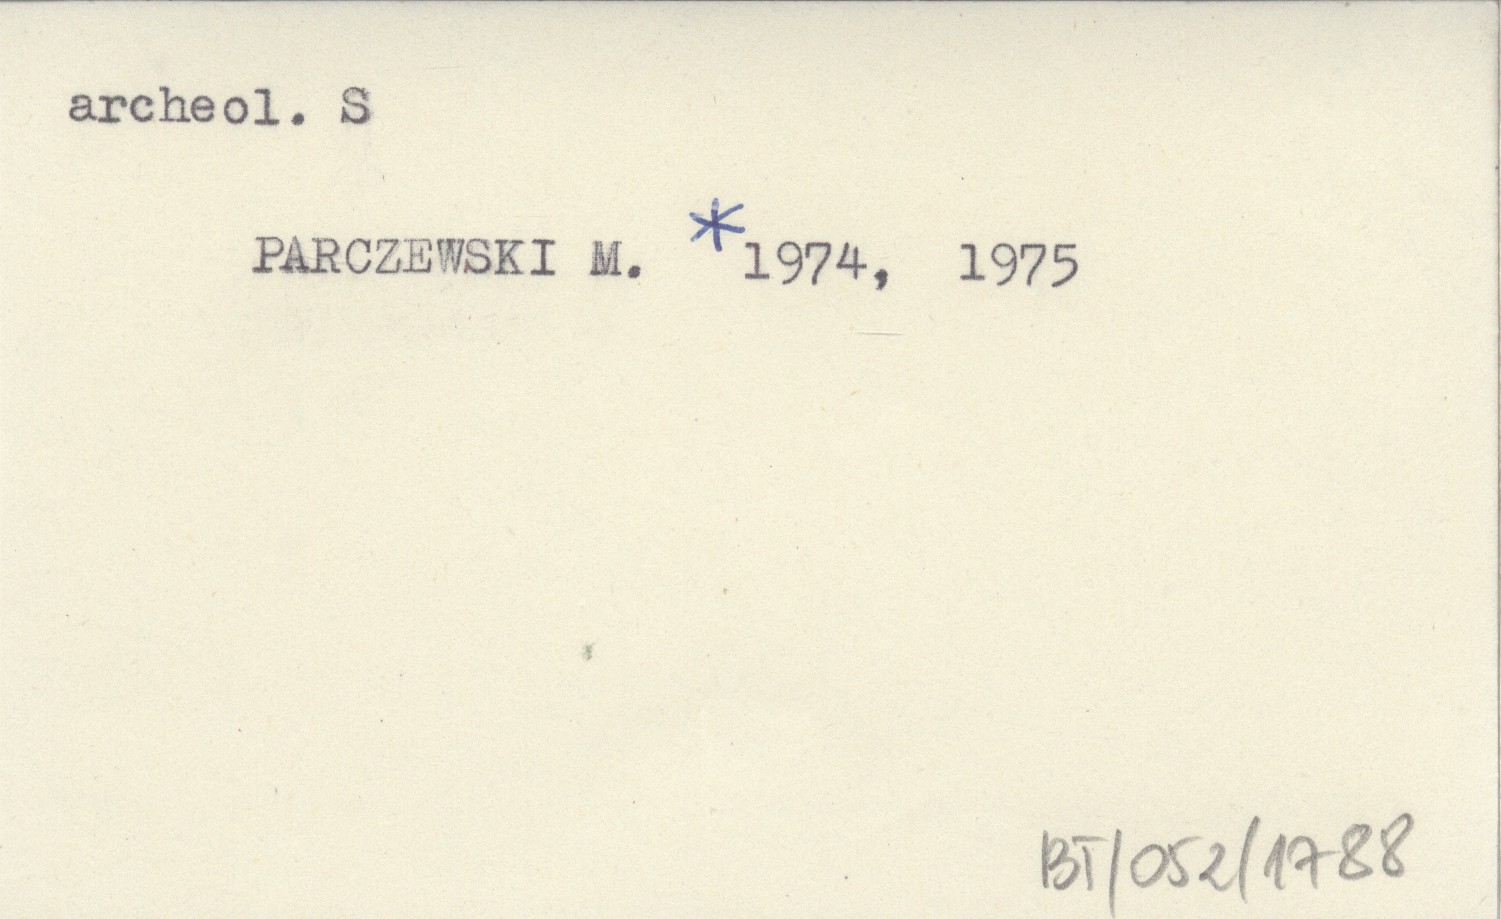 archeol. S
PARCZEWSKI M. *1974, 1975
BT/052/1788